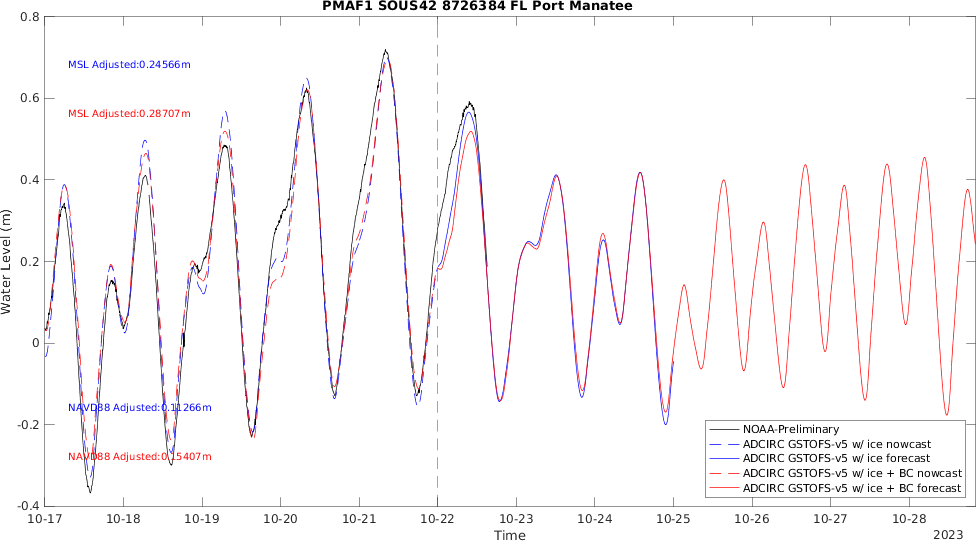 PMAF1 SOUS42 8726384 FL Port Manatee
0.8
0.6
0.4
0.2
0
-0.2
-0.4
Water Level (m)
MSL Adjusted:0.24566m
MSL Adjusted:0.28707m
NAVD88 Adjusted:0.11266m
NAVD88 Adjusted:0.15407m
NOAA-Preliminary
ADCIRC GSTOFS-v5 w/ ice nowcast
ADCIRC GSTOFS-v5 w/ ice forecast
ADCIRC GSTOFS-v5 w/ice + BC nowcast
ADCIRC GSTOFS-v5 w/ice + BC forecast
10-17 10-18 10-19 10-20 10-21 10-22 10-23 10-24 10-25 10-26 10-27 10-28
Time
2023